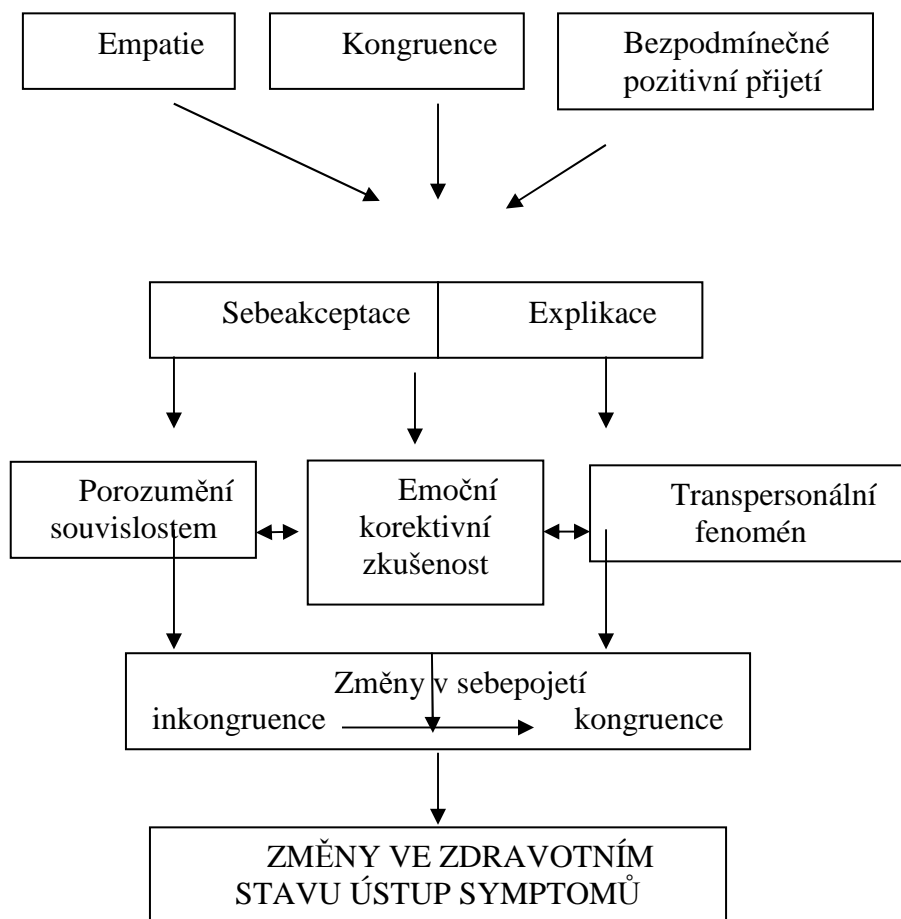 Empatie
Kongruence
Bezpodmínečné
pozitivní přijetí
Sebeakceptace
Explikace
Porozumění
souvislostem
Emoční
korektivní
zkušenost
Transpersonální
fenomén
Změny v sebepojetí
inkongruence
kongruence
ZMĚNY VE ZDRAVOTNÍM
STAVU ÚSTUP SYMPTOMŮ